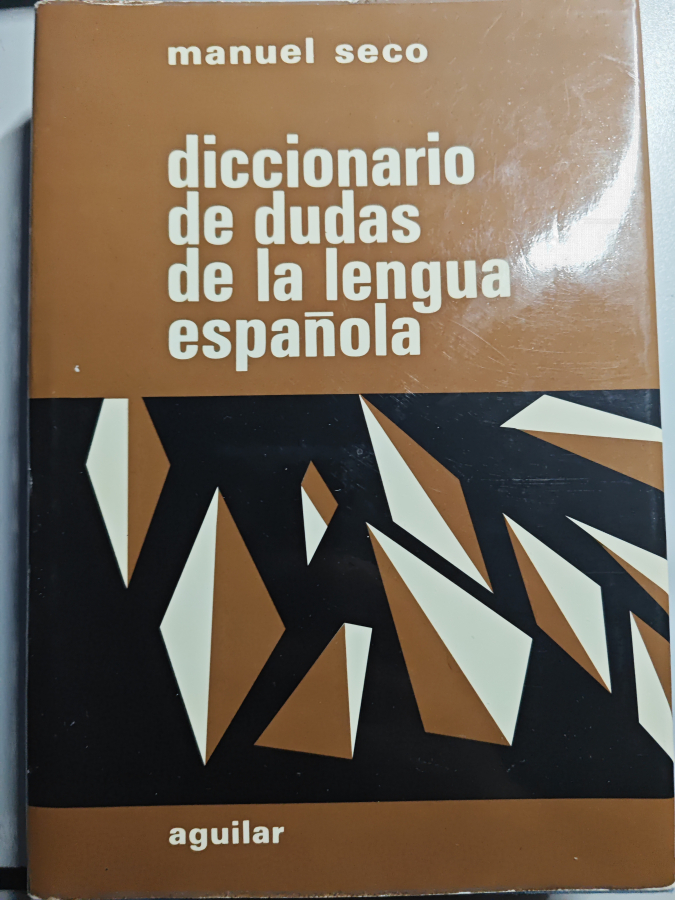 manuel seco
diccionario
de dudas
de la lengua
española
aguilar